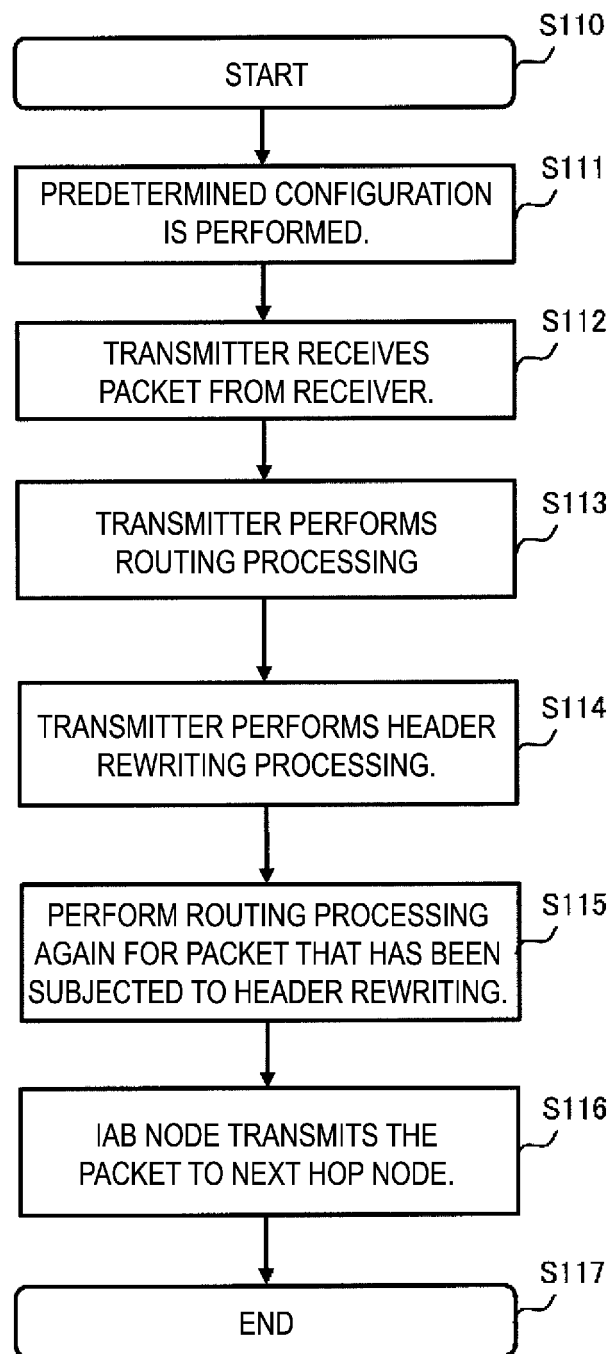 S110
START
S111
PREDETERMINED CONFIGURATION
IS PERFORMED.
S112
TRANSMITTER RECEIVES
PACKET FROM RECEIVER.
S113
TRANSMITTER PERFORMS
ROUTING PROCESSING
S114
TRANSMITTER PERFORMS HEADER
REWRITING PROCESSING.
S115
PERFORM ROUTING PROCESSING
AGAIN FOR PACKET THAT HAS BEEN
SUBJECTED TO HEADER REWRITING.
S116
IAB NODE TRANSMITS THE
PACKET TO NEXT HOP NODE.
S117
END